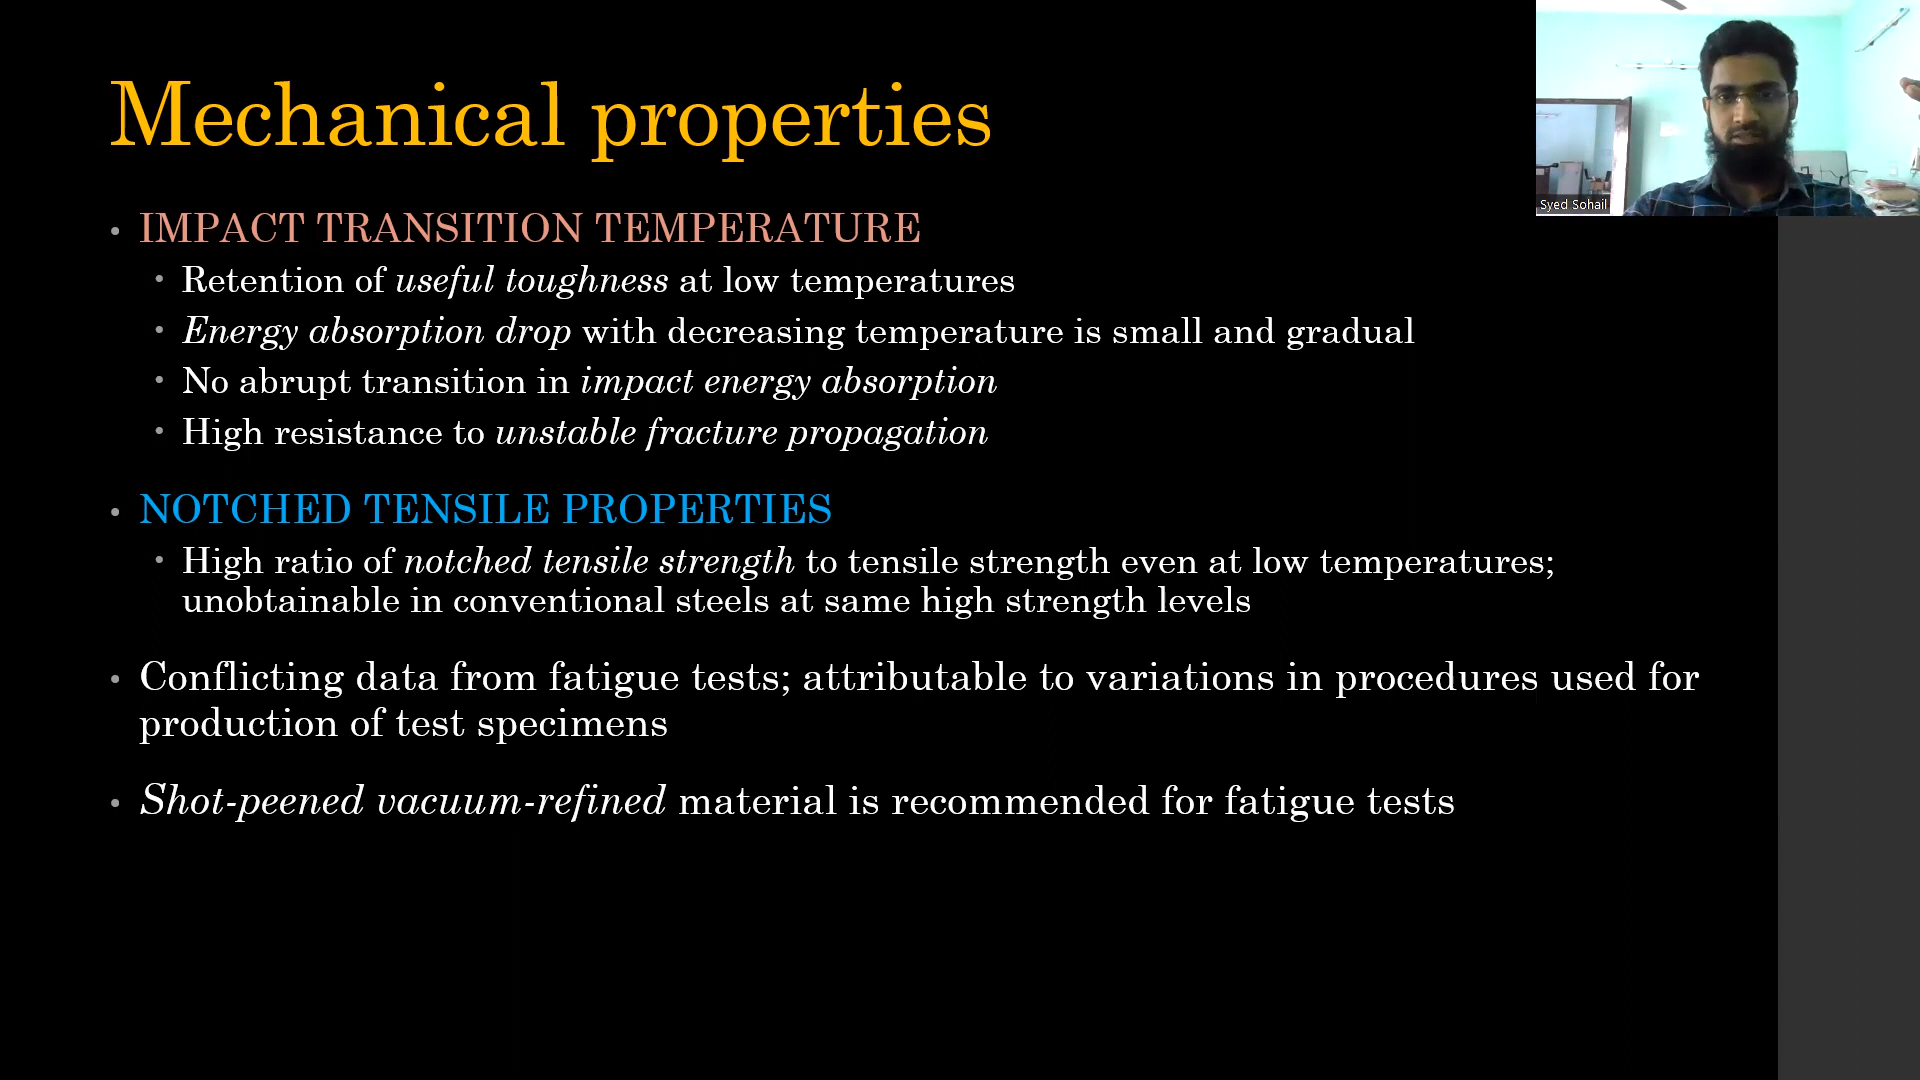 Mechanical properties
• IMPACT TRANSITION TEMPERATURE
• Retention of useful toughness at low temperatures
• Energy absorption drop with decreasing temperature is small and gradual
• No abrupt transition in impact energy absorption
• High resistance to unstable fracture propagation
• NOTCHED TENSILE PROPERTIES
• High ratio of notched tensile strength to tensile strength even at low temperatures;
unobtainable in conventional steels at same high strength levels
• Conflicting data from fatigue tests; attributable to variations in procedures used for
production of test specimens
• Shot-peened vacuum-refined material is recommended for fatigue tests
Syed Sohail